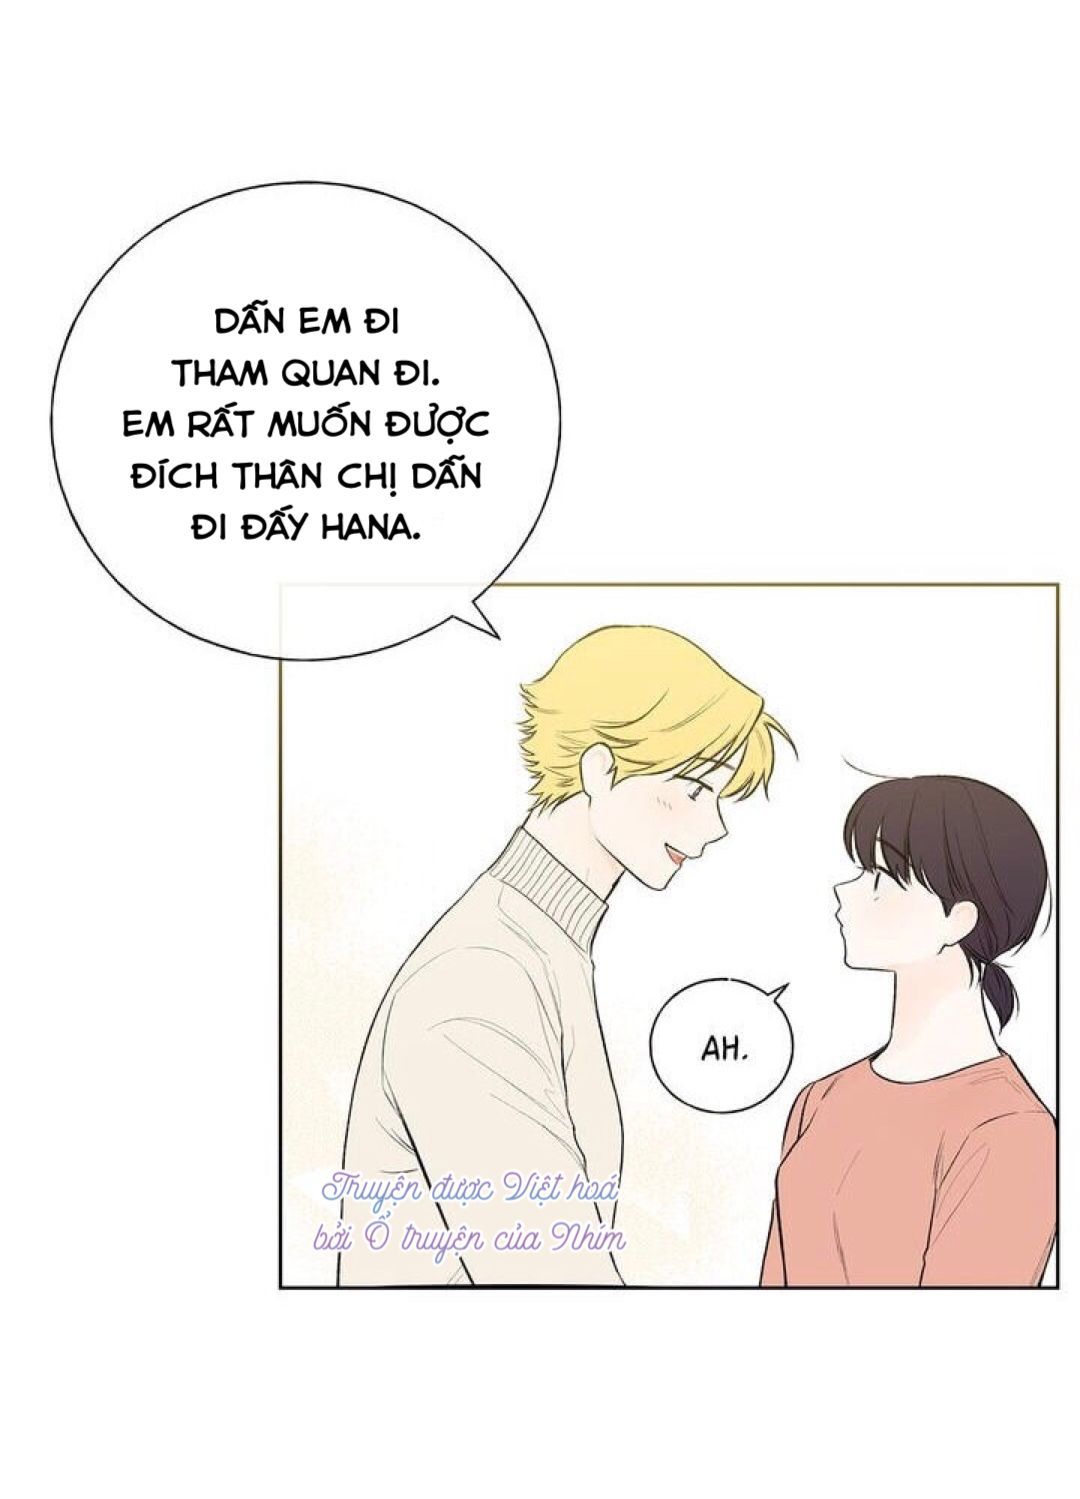 DẪN EM ĐI
THAM QUAN ĐI.
EM RẤT MUỐN ĐƯỢC
ĐÍCH THÂN CHỊ DẪN
ĐI ĐẤY HANA.
AH.
Truyện được Việt hoá
bởi Ổ truyện của Nhím